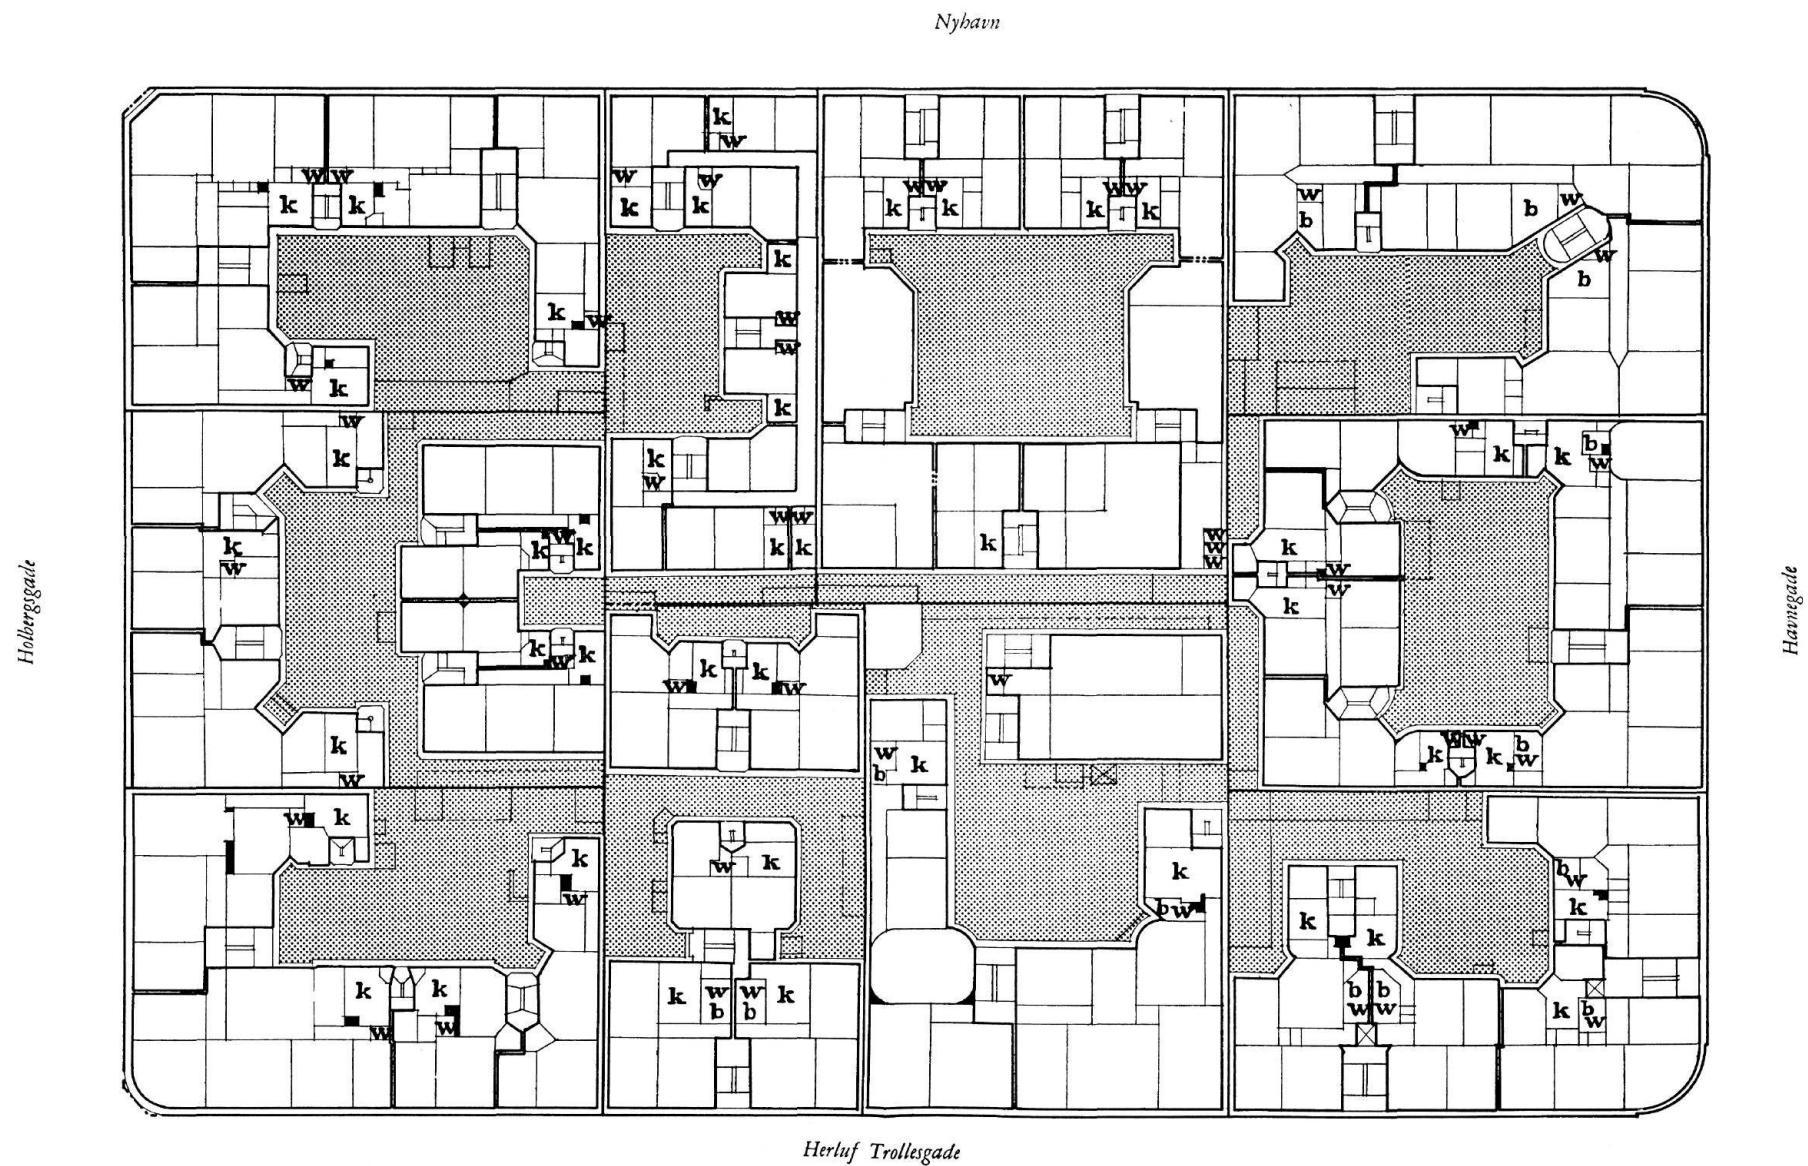 Nyhavn
k
w
w w w w w w w w
w w
k k k k k k k k b b
k w
b
k w w
w
w k
k
w w
b
k k k k
w w
w w
w w
k k k k k k w k
w w w
w
k
Holbergsgade
Havnegade
k w k
k k
w w w
w w b
k w k k
w b k w
w k
k w k k b
w
w b w k
k k
k k k w w k b b
w w b b w w k b
w
Herluf Trollesgade